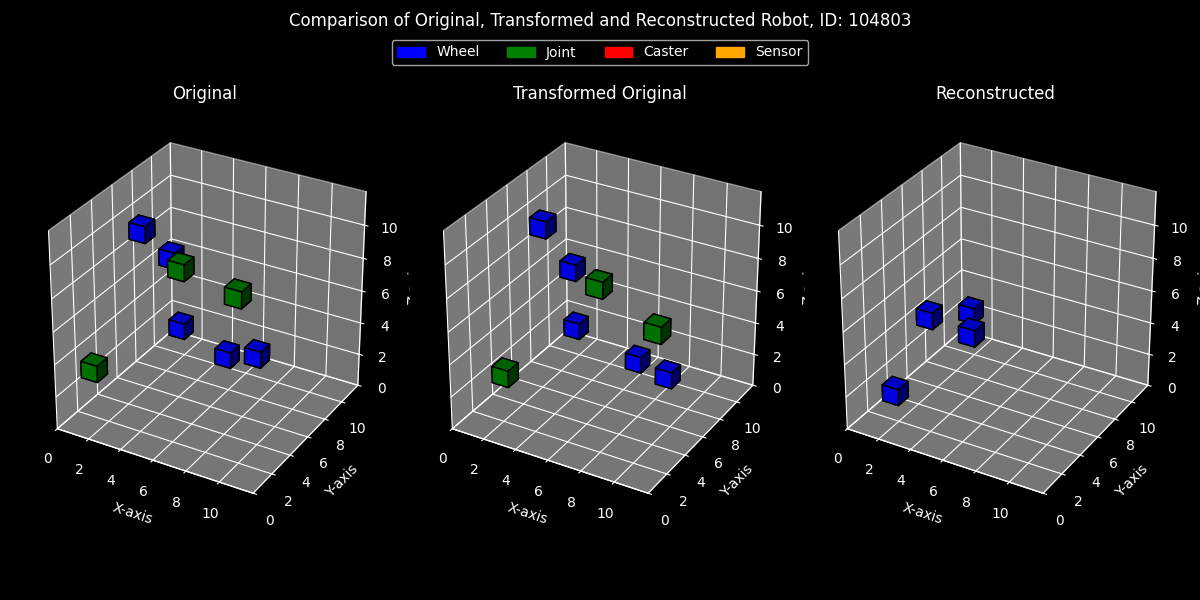 Comparison of Original, Transformed and Reconstructed Robot, ID: 104803
Wheel Joint Caster Sensor
Original Transformed Original Reconstructed
10 10 10
8 8 8
6 6 6
4 4 4
2 2 2
0 0 0
10 10 10
8 8 8
6 6 6
4 4 4
2 2 2
0 0 0
0 2 4 6 8 10 0 2 4 6 8 10 0 2 4 6 8 10
X-axis Y-axis X-axis Y-axis X-axis Y-axis